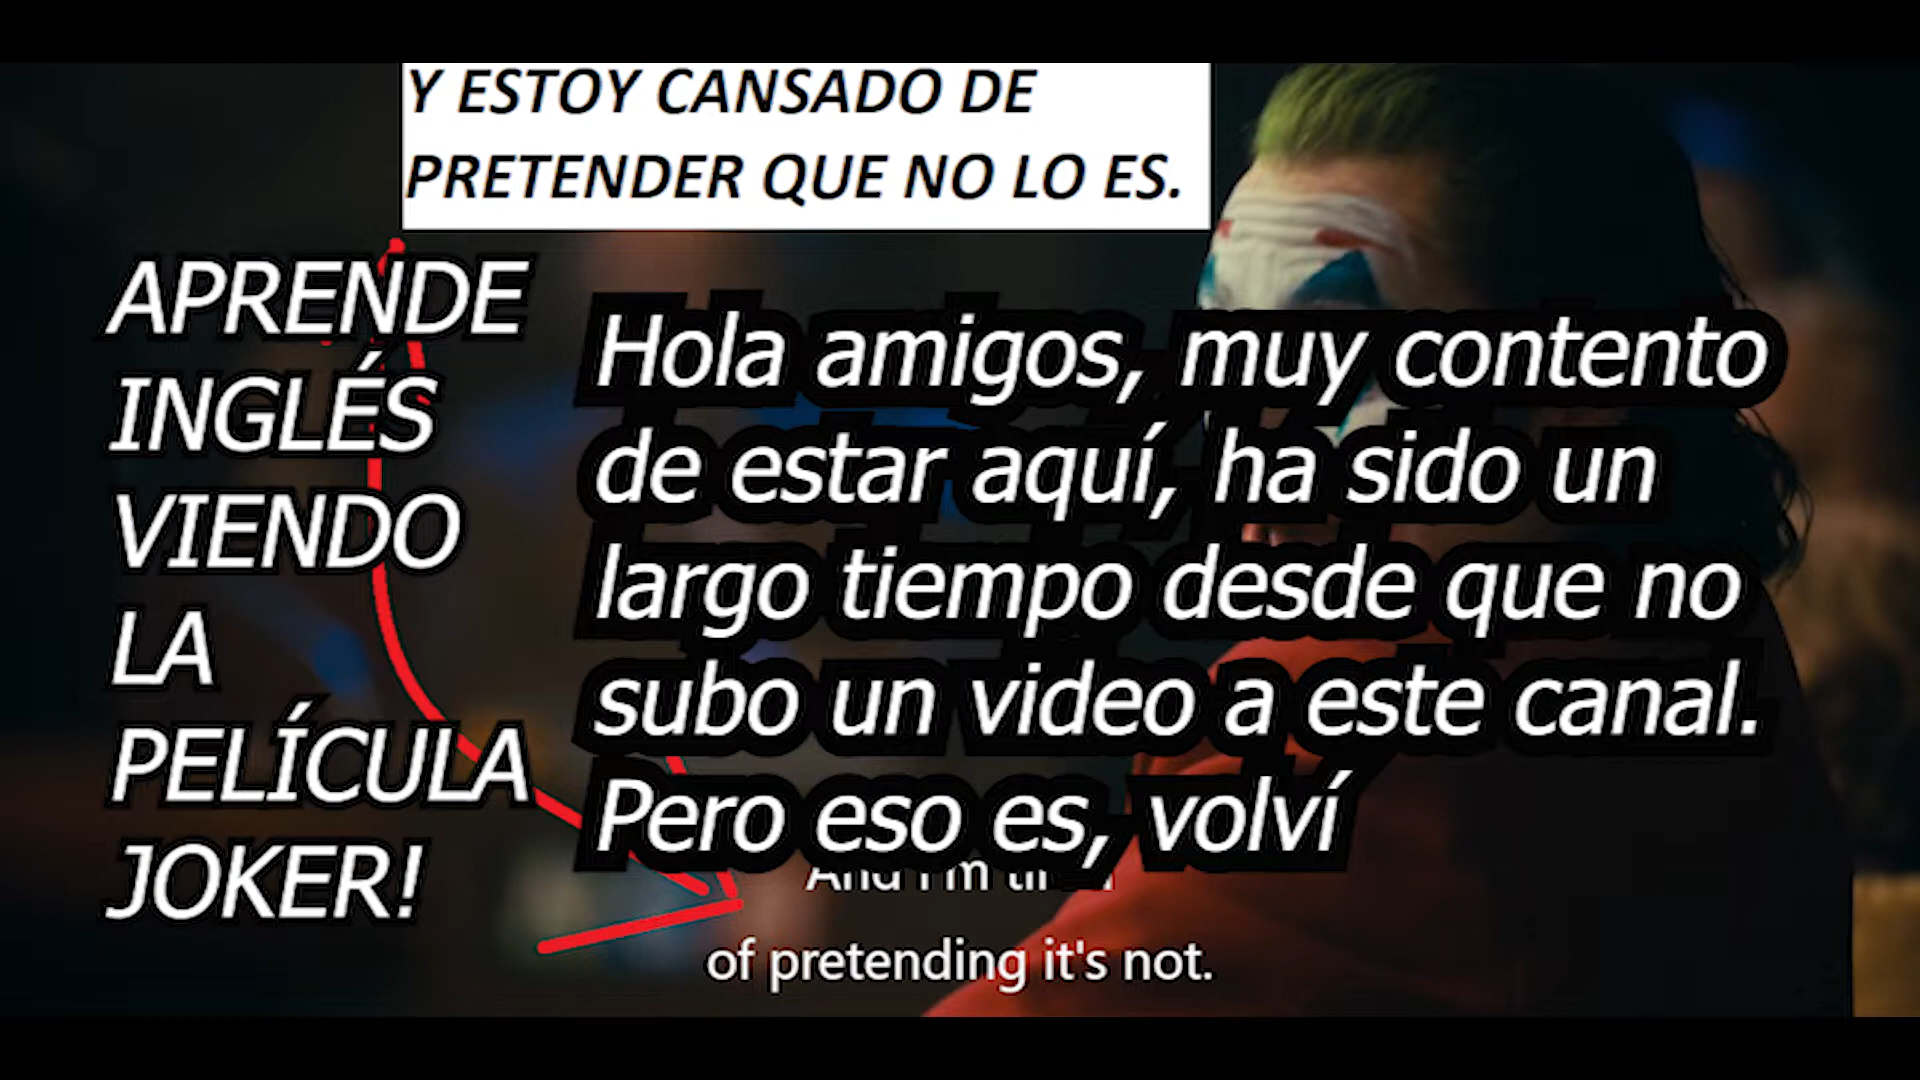 Y ESTOY CANSADO DE
PRETENDER QUE NO LO ES.
APRENDE
INGLÉS
VIENDO
LA
PELÍCULA
JOKER!
Hola amigos, muy contento
de estar aquí, ha sido un
largo tiempo desde que no
subo un video a este canal.
Pero eso es, volví
And I'm
of pretending it's not.